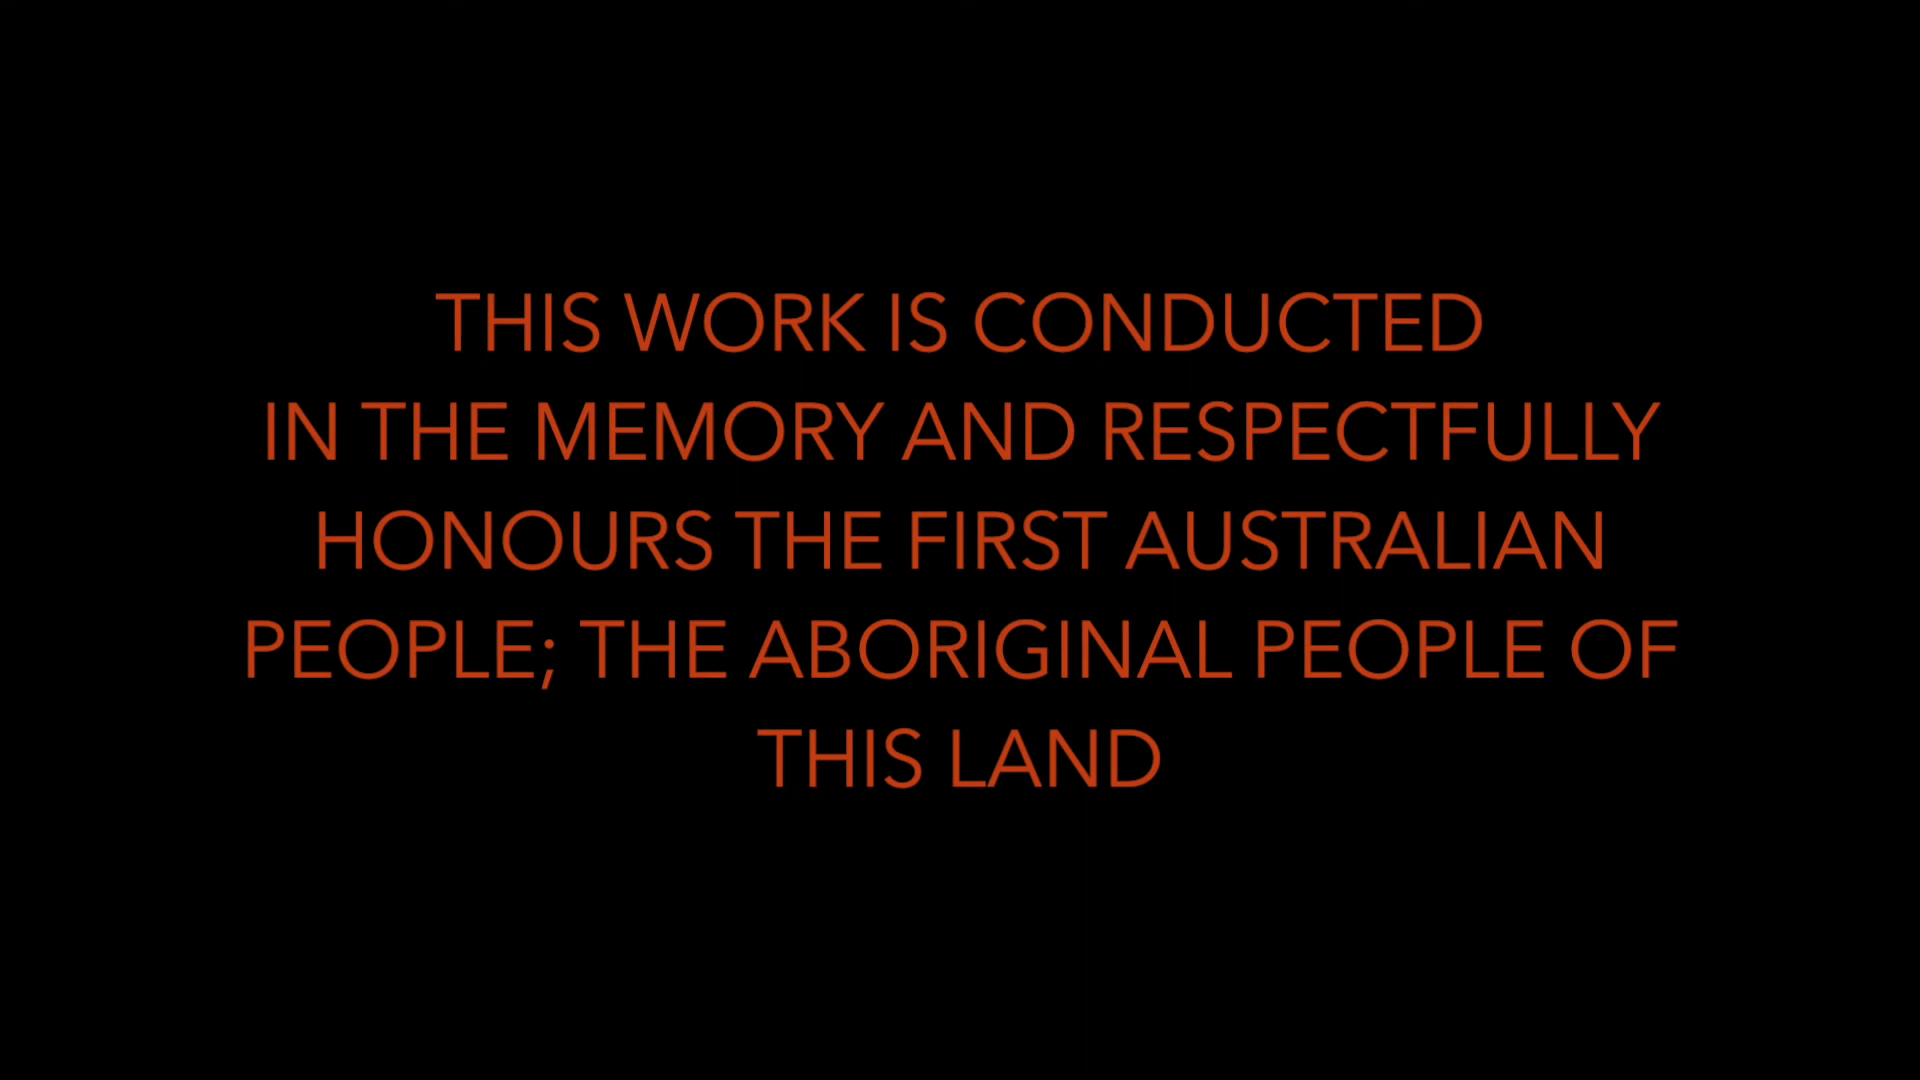 THIS WORK IS CONDUCTED
IN THE MEMORY AND RESPECTFULLY
HONOURS THE FIRST AUSTRALIAN
PEOPLE; THE ABORIGINAL PEOPLE OF
THIS LAND